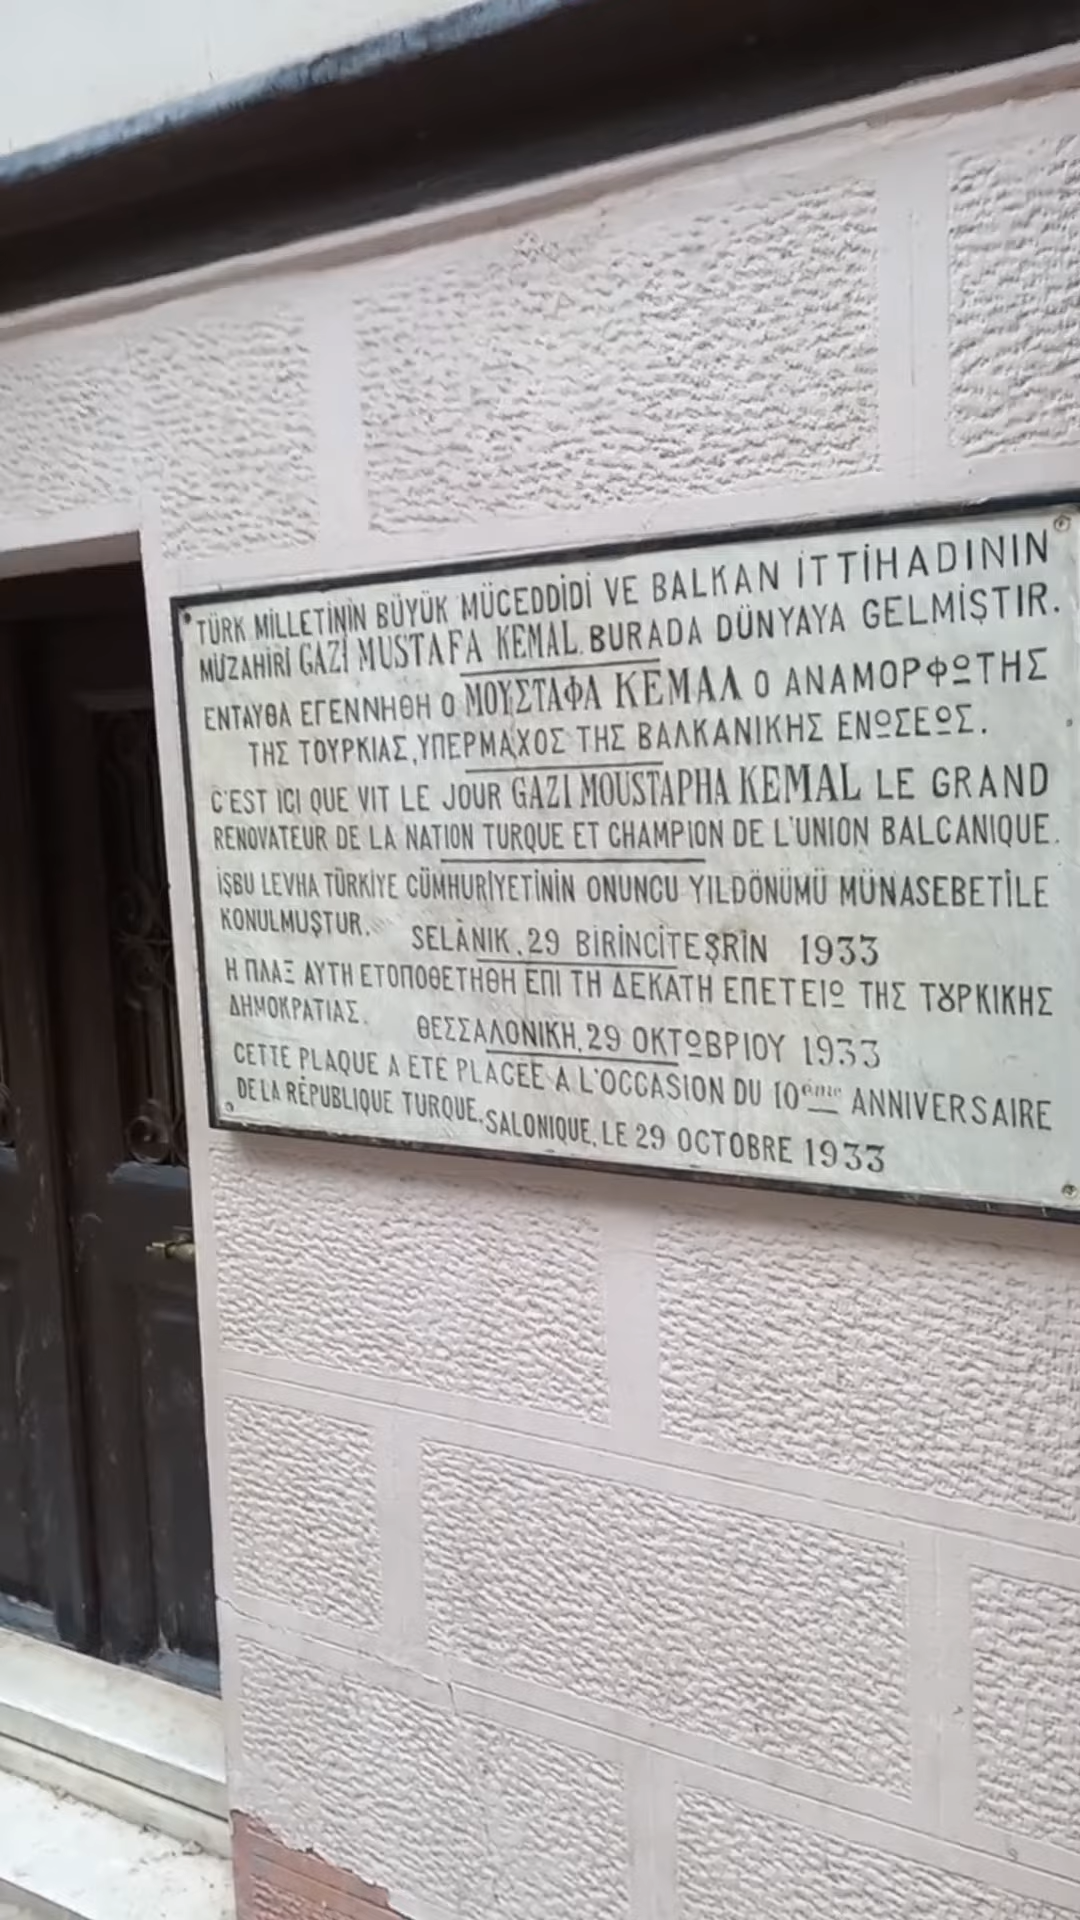 TÜRK MİLLETİNİN BÜYÜK MÜCEDDİDİ VE BALKAN İTTİHADININ
MÜZAHİRİ GAZİ MUSTAFA KEMAL BURADA DÜNYAYA GELMİŞTIR.
ΕΝΤΑΥΘΑ ΕΓΕΝΝΗΘΗ Ο ΜΟΥΣΤΑΦΑ ΚΕΜΑΛ Ο ΑΝΑΜΟΡΦΩΤΗΣ
ΤΗΣ ΤΟΥΡΚΙΑΣ, ΥΠΕΡΜΑΧΟΣ ΤΗΣ ΒΑΛΚΑΝΙΚΗΣ ΕΝΩΣΕΩΣ.
C'EST ICI QUE VIT LE JOUR GAZI MOUSTAPHA KEMAL LE GRAND
RENOVATEUR DE LA NATION TURQUE ET CHAMPION DE L'UNION BALCANIQUE.
İŞBU LEVHA TÜRKİYE CÜMHURİYETİNİN ONUNCU YILDÖNÜMÜ MÜNASEBETİLE
KONULMUŞTUR. SELÂNIK, 29 BİRİNCİTEŞRİN 1933
Η ΠΛΑΞ ΑΥΤΗ ΕΤΟΠΟΘΕΤΗΘΗ ΕΠΙ ΤΗ ΔΕΚΑΤΗ ΕΠΕΤΕΙΩ ΤΗΣ ΤȢΡΚΙΚΗΣ
ΔΗΜΟΚΡΑΤΙΑΣ. ΘΕΣΣΑΛΟΝΙΚΗ, 29 ΟΚΤΩΒΡΙΟΥ 1933
CETTE PLAQUE A ETE PLACEE A L'OCCASION DU 10ème ANNIVERSAIRE
DE LA RÉPUBLIQUE TURQUE, SALONIQUE, LE 29 OCTOBRE 1933